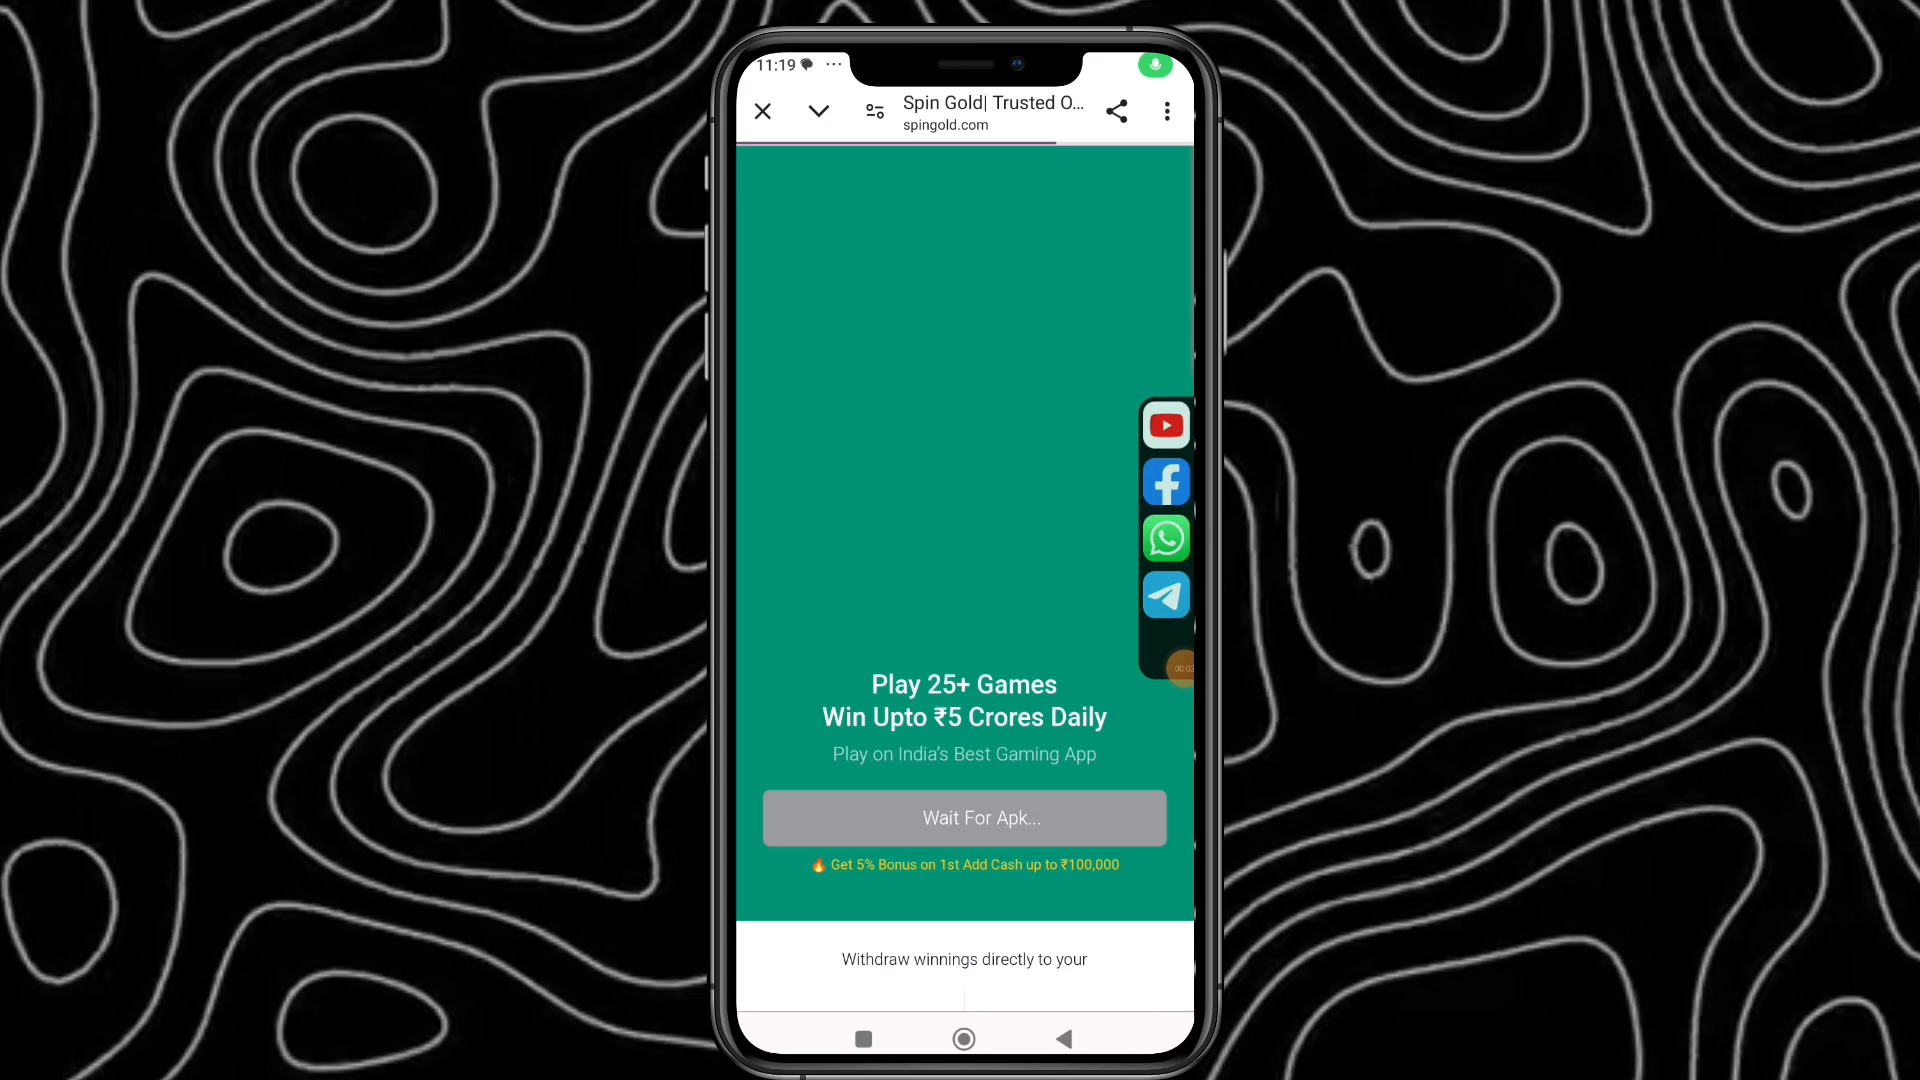 11:19
Spin Gold| Trusted O...
spingold.com
00:03
Play 25+ Games
Win Upto ₹5 Crores Daily
Play on India's Best Gaming App
Wait For Apk...
🔥 Get 5% Bonus on 1st Add Cash up to ₹100,000
Withdraw winnings directly to your